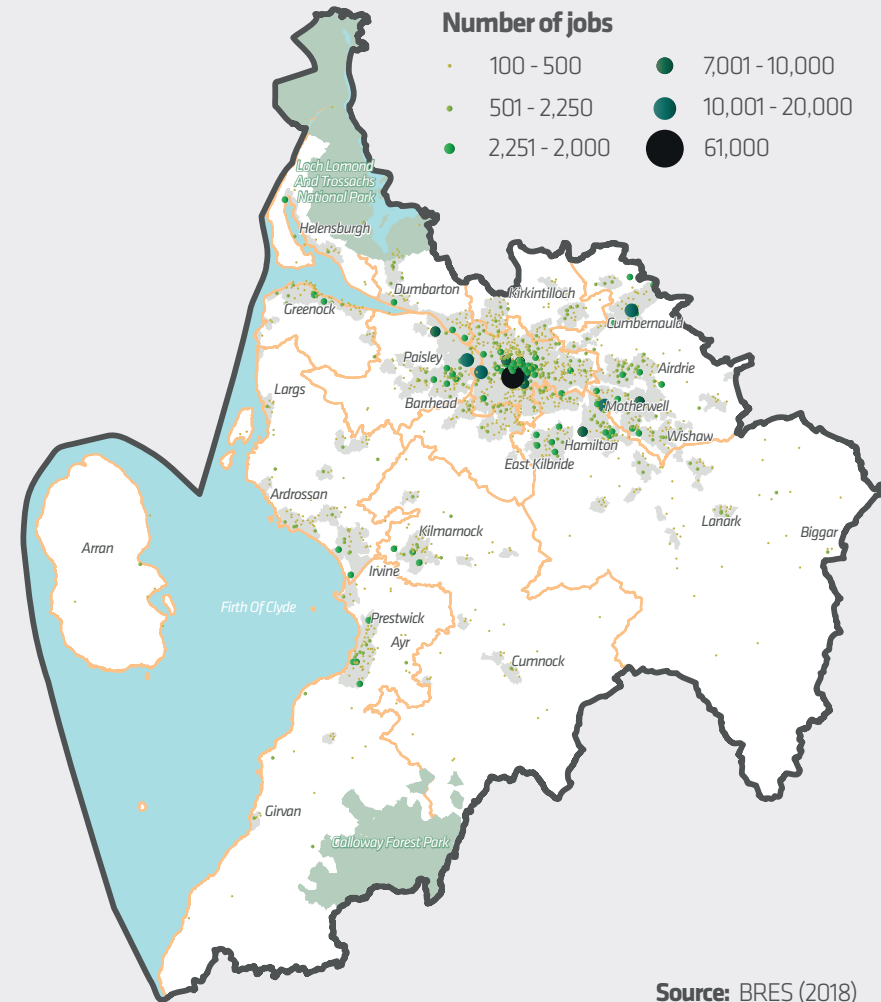 Number of jobs
100 - 500
501 - 2,250
2,251 - 2,000
7,001 - 10,000
10,001 - 20,000
61,000
Loch Lomond
And Trossachs
National Park
Helensburgh
Dumbarton
Kirkintilloch
Greenock
Cumbernauld
Paisley
Airdrie
Largs
Barrhead
Motherwell
Hamilton
Wishaw
East Kilbride
Ardrossan
Lanark
Kilmarnock
Biggar
Arran
Irvine
Firth Of Clyde
Prestwick
Ayr
Cumnock
Girvan
Galloway Forest Park
Source: BRES (2018)